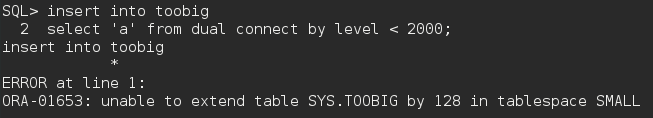 SQL> insert into toobig
  2  select 'a' from dual connect by level < 2000;
insert into toobig
            *
ERROR at line 1:
ORA-01653: unable to extend table SYS.TOOBIG by 128 in tablespace SMALL